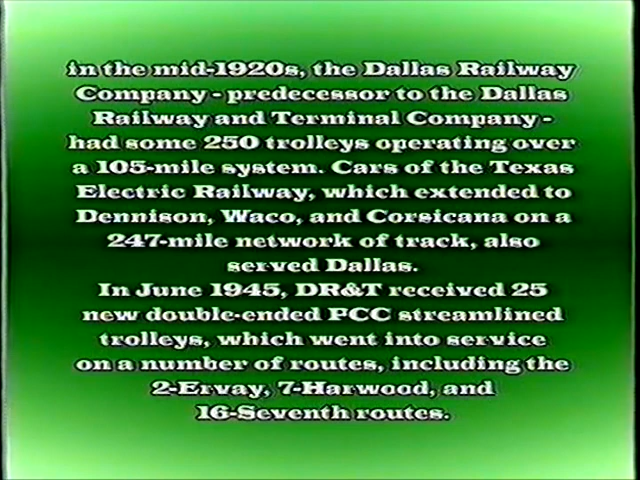 in the mid-1920s, the Dallas Railway
Company - predecessor to the Dallas
Railway and Terminal Company -
had some 250 trolleys operating over
a 105-mile system. Cars of the Texas
Electric Railway, which extended to
Dennison, Waco, and Corsicana on a
247-mile network of track, also
served Dallas.
In June 1945, DR&T received 25
new double-ended PCC streamlined
trolleys, which went into service
on a number of routes, including the
2-Ervay, 7-Harwood, and
16-Seventh routes.